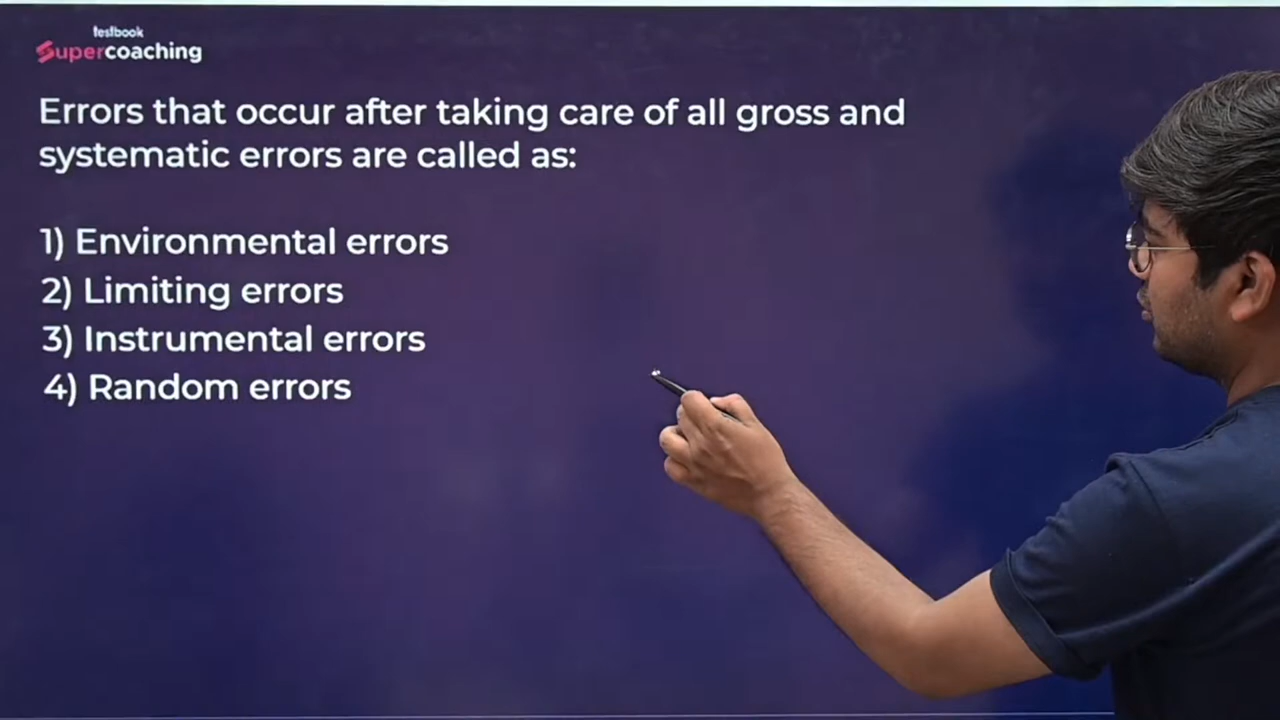 testbook
Supercoaching
Errors that occur after taking care of all gross and
systematic errors are called as:
1) Environmental errors
2) Limiting errors
3) Instrumental errors
4) Random errors